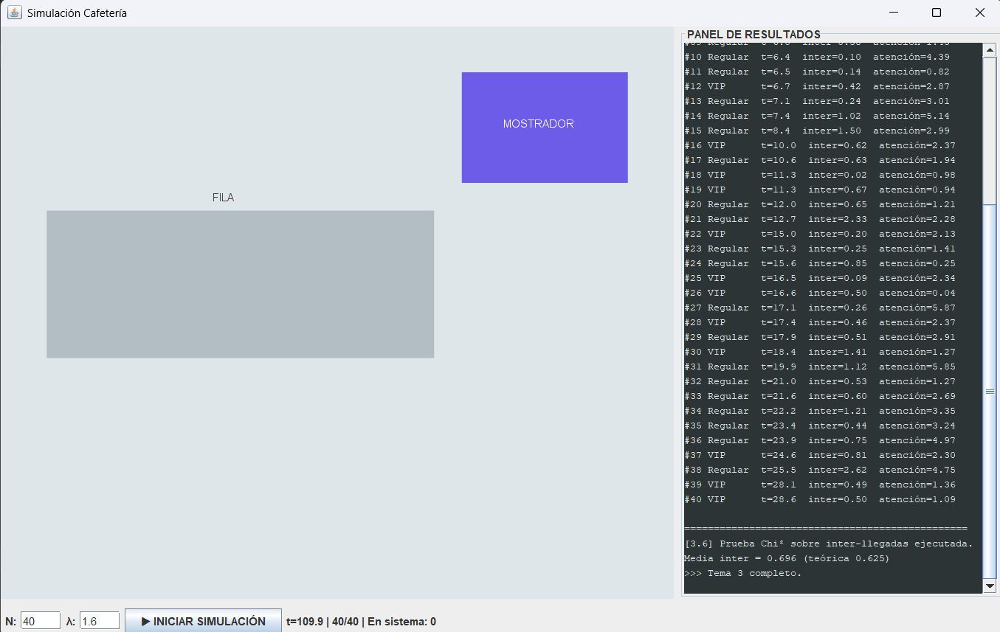 Simulación Cafetería
MOSTRADOR
FILA
PANEL DE RESULTADOS
#10 Regular t=6.4 inter=0.10 atención=4.39
#11 Regular t=6.5 inter=0.14 atención=0.82
#12 VIP t=6.7 inter=0.42 atención=2.87
#13 Regular t=7.1 inter=0.24 atención=3.01
#14 Regular t=7.4 inter=1.02 atención=5.14
#15 Regular t=8.4 inter=1.50 atención=2.99
#16 VIP t=10.0 inter=0.62 atención=2.37
#17 Regular t=10.6 inter=0.63 atención=1.94
#18 VIP t=11.3 inter=0.02 atención=0.98
#19 VIP t=11.3 inter=0.67 atención=0.94
#20 Regular t=12.0 inter=0.65 atención=1.21
#21 Regular t=12.7 inter=2.33 atención=2.28
#22 VIP t=15.0 inter=0.20 atención=2.13
#23 Regular t=15.3 inter=0.25 atención=1.41
#24 Regular t=15.6 inter=0.85 atención=0.25
#25 VIP t=16.5 inter=0.09 atención=2.34
#26 VIP t=16.6 inter=0.50 atención=0.04
#27 Regular t=17.1 inter=0.26 atención=5.87
#28 VIP t=17.4 inter=0.46 atención=2.37
#29 Regular t=17.9 inter=0.51 atención=2.91
#30 VIP t=18.4 inter=1.41 atención=1.27
#31 Regular t=19.9 inter=1.12 atención=5.85
#32 Regular t=21.0 inter=0.53 atención=1.27
#33 Regular t=21.6 inter=0.60 atención=2.69
#34 Regular t=22.2 inter=1.21 atención=3.35
#35 Regular t=23.4 inter=0.44 atención=3.24
#36 Regular t=23.9 inter=0.75 atención=4.97
#37 VIP t=24.6 inter=0.81 atención=2.30
#38 Regular t=25.5 inter=2.62 atención=4.75
#39 VIP t=28.1 inter=0.49 atención=1.36
#40 VIP t=28.6 inter=0.50 atención=1.09
================================================
[3.6] Prueba Chi² sobre inter-llegadas ejecutada.
Media inter = 0.696 (teórica 0.625)
>>> Tema 3 completo.
N: 40 λ: 1.6 ▶ INICIAR SIMULACIÓN t=109.9 | 40/40 | En sistema: 0